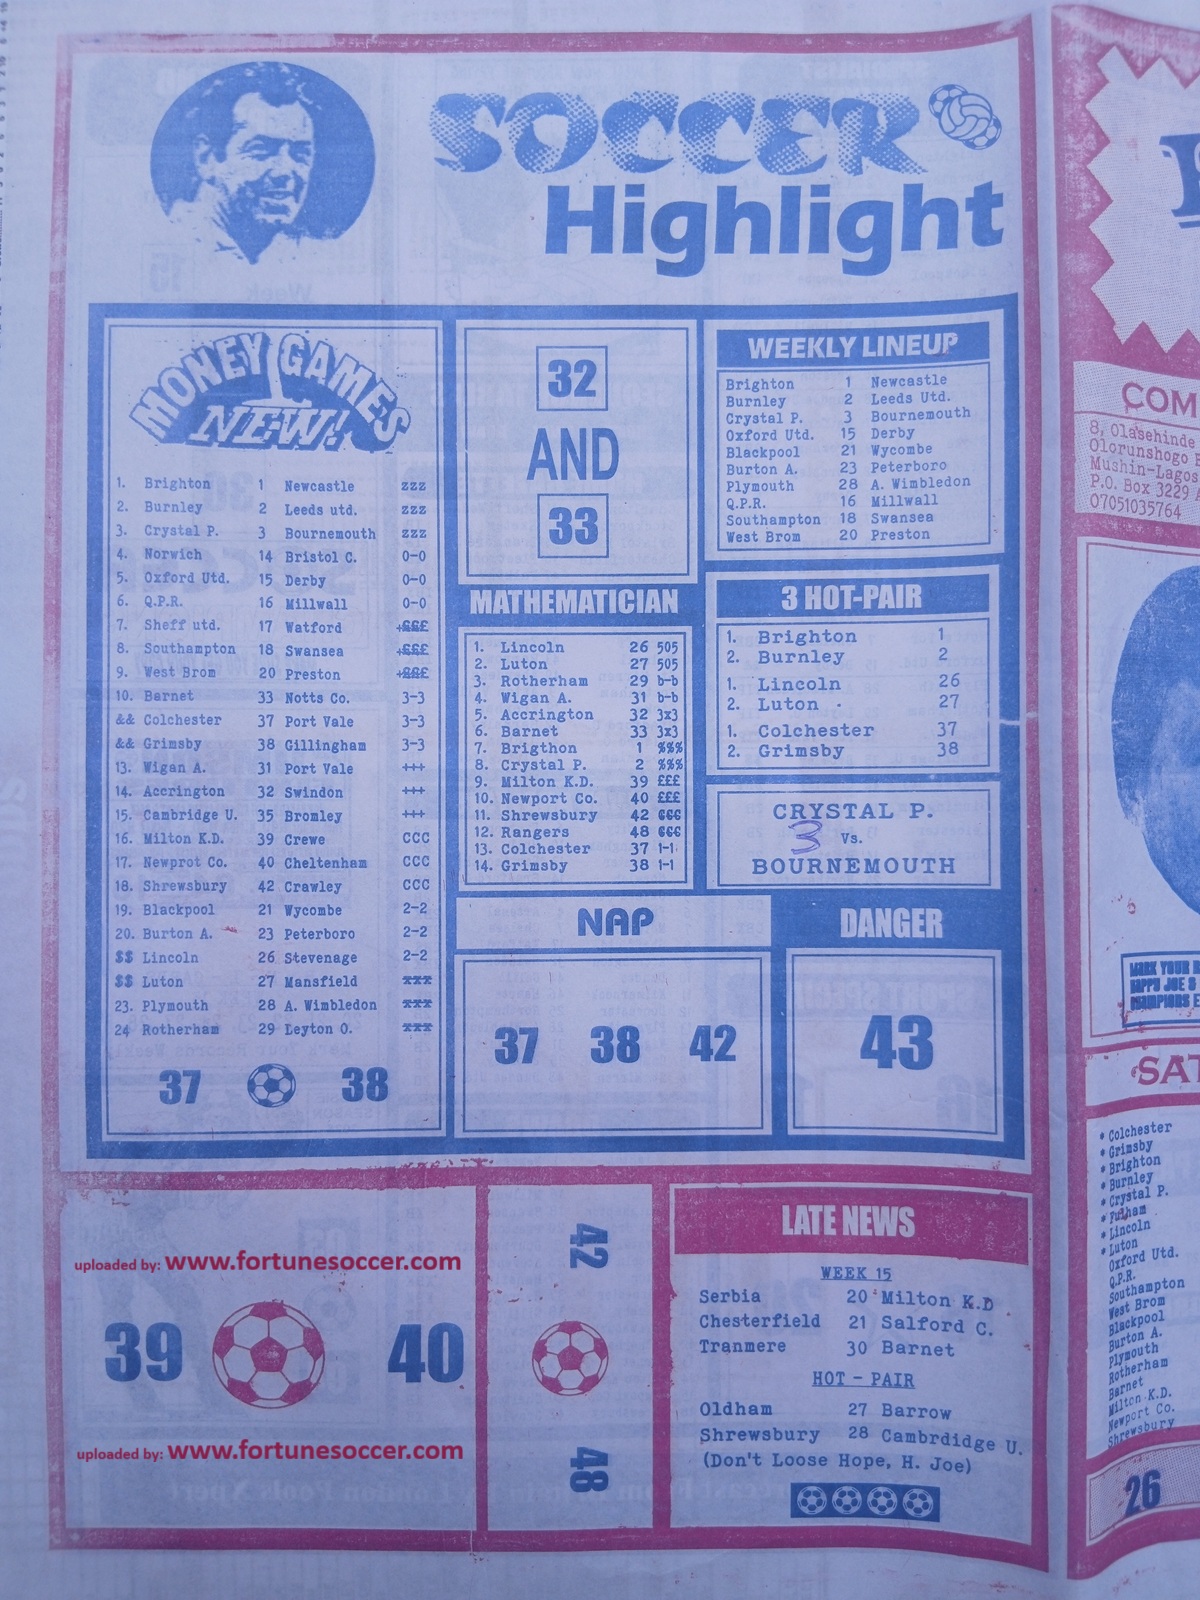 SOCCER
Highlight
MONEY GAMES
NEW!
1. Brighton 1 Newcastle zzz
2. Burnley 2 Leeds utd. zzz
3. Crystal P. 3 Bournemouth zzz
4. Norwich 14 Bristol C. 0-0
5. Oxford Utd. 15 Derby 0-0
6. Q.P.R. 16 Millwall 0-0
7. Sheff utd. 17 Watford +£££
8. Southampton 18 Swansea +£££
9. West Brom 20 Preston +£££
10. Barnet 33 Notts Co. 3-3
&& Colchester 37 Port Vale 3-3
&& Grimsby 38 Gillingham 3-3
13. Wigan A. 31 Port Vale +++
14. Accrington 32 Swindon +++
15. Cambridge U. 35 Bromley +++
16. Milton K.D. 39 Crewe CCC
17. Newprot Co. 40 Cheltenham CCC
18. Shrewsbury 42 Crawley CCC
19. Blackpool 21 Wycombe 2-2
20. Burton A. 23 Peterboro 2-2
$$ Lincoln 26 Stevenage 2-2
$$ Luton 27 Mansfield ***
23. Plymouth 28 A. Wimbledon ***
24 Rotherham 29 Leyton O. ***
37 38
32
AND
33
MATHEMATICIAN
1. Lincoln 26 505
2. Luton 27 505
3. Rotherham 29 b-b
4. Wigan A. 31 b-b
5. Accrington 32 3x3
6. Barnet 33 3x3
7. Brigthon 1 %%%
8. Crystal P. 2 %%%
9. Milton K.D. 39 £££
10. Newport Co. 40 £££
11. Shrewsbury 42 GGG
12. Rangers 48 GGG
13. Colchester 37 1-1
14. Grimsby 38 1-1
WEEKLY LINEUP
Brighton 1 Newcastle
Burnley 2 Leeds Utd.
Crystal P. 3 Bournemouth
Oxford Utd. 15 Derby
Blackpool 21 Wycombe
Burton A. 23 Peterboro
Plymouth 28 A. Wimbledon
Q.P.R. 16 Millwall
Southampton 18 Swansea
West Brom 20 Preston
3 HOT-PAIR
1. Brighton 1
2. Burnley 2
1. Lincoln 26
2. Luton 27
1. Colchester 37
2. Grimsby 38
CRYSTAL P.
3 Vs.
BOURNEMOUTH
NAP
37 38 42
DANGER
43
uploaded by: www.fortunesoccer.com
39 40
uploaded by: www.fortunesoccer.com
42
48
LATE NEWS
WEEK 15
Serbia 20 Milton K.D
Chesterfield 21 Salford C.
Tranmere 30 Barnet
HOT - PAIR
Oldham 27 Barrow
Shrewsbury 28 Cambrdidge U.
(Don't Loose Hope, H. Joe)
COM
8, Olasehinde
Olorunshogo
Mushin-Lagos
P.O. Box 3229
07051035764
MARK YOUR
HAPPY JOE &
CHAMPIONS
SAT
• Colchester
• Grimsby
• Brighton
• Burnley
• Crystal P.
• Fulham
• Lincoln
• Luton
Oxford Utd.
Q.P.R.
Southampton
West Brom
Blackpool
Burton A.
Plymouth
Rotherham
Barnet
Milton K.D.
Newport Co.
Shrewsbury
26